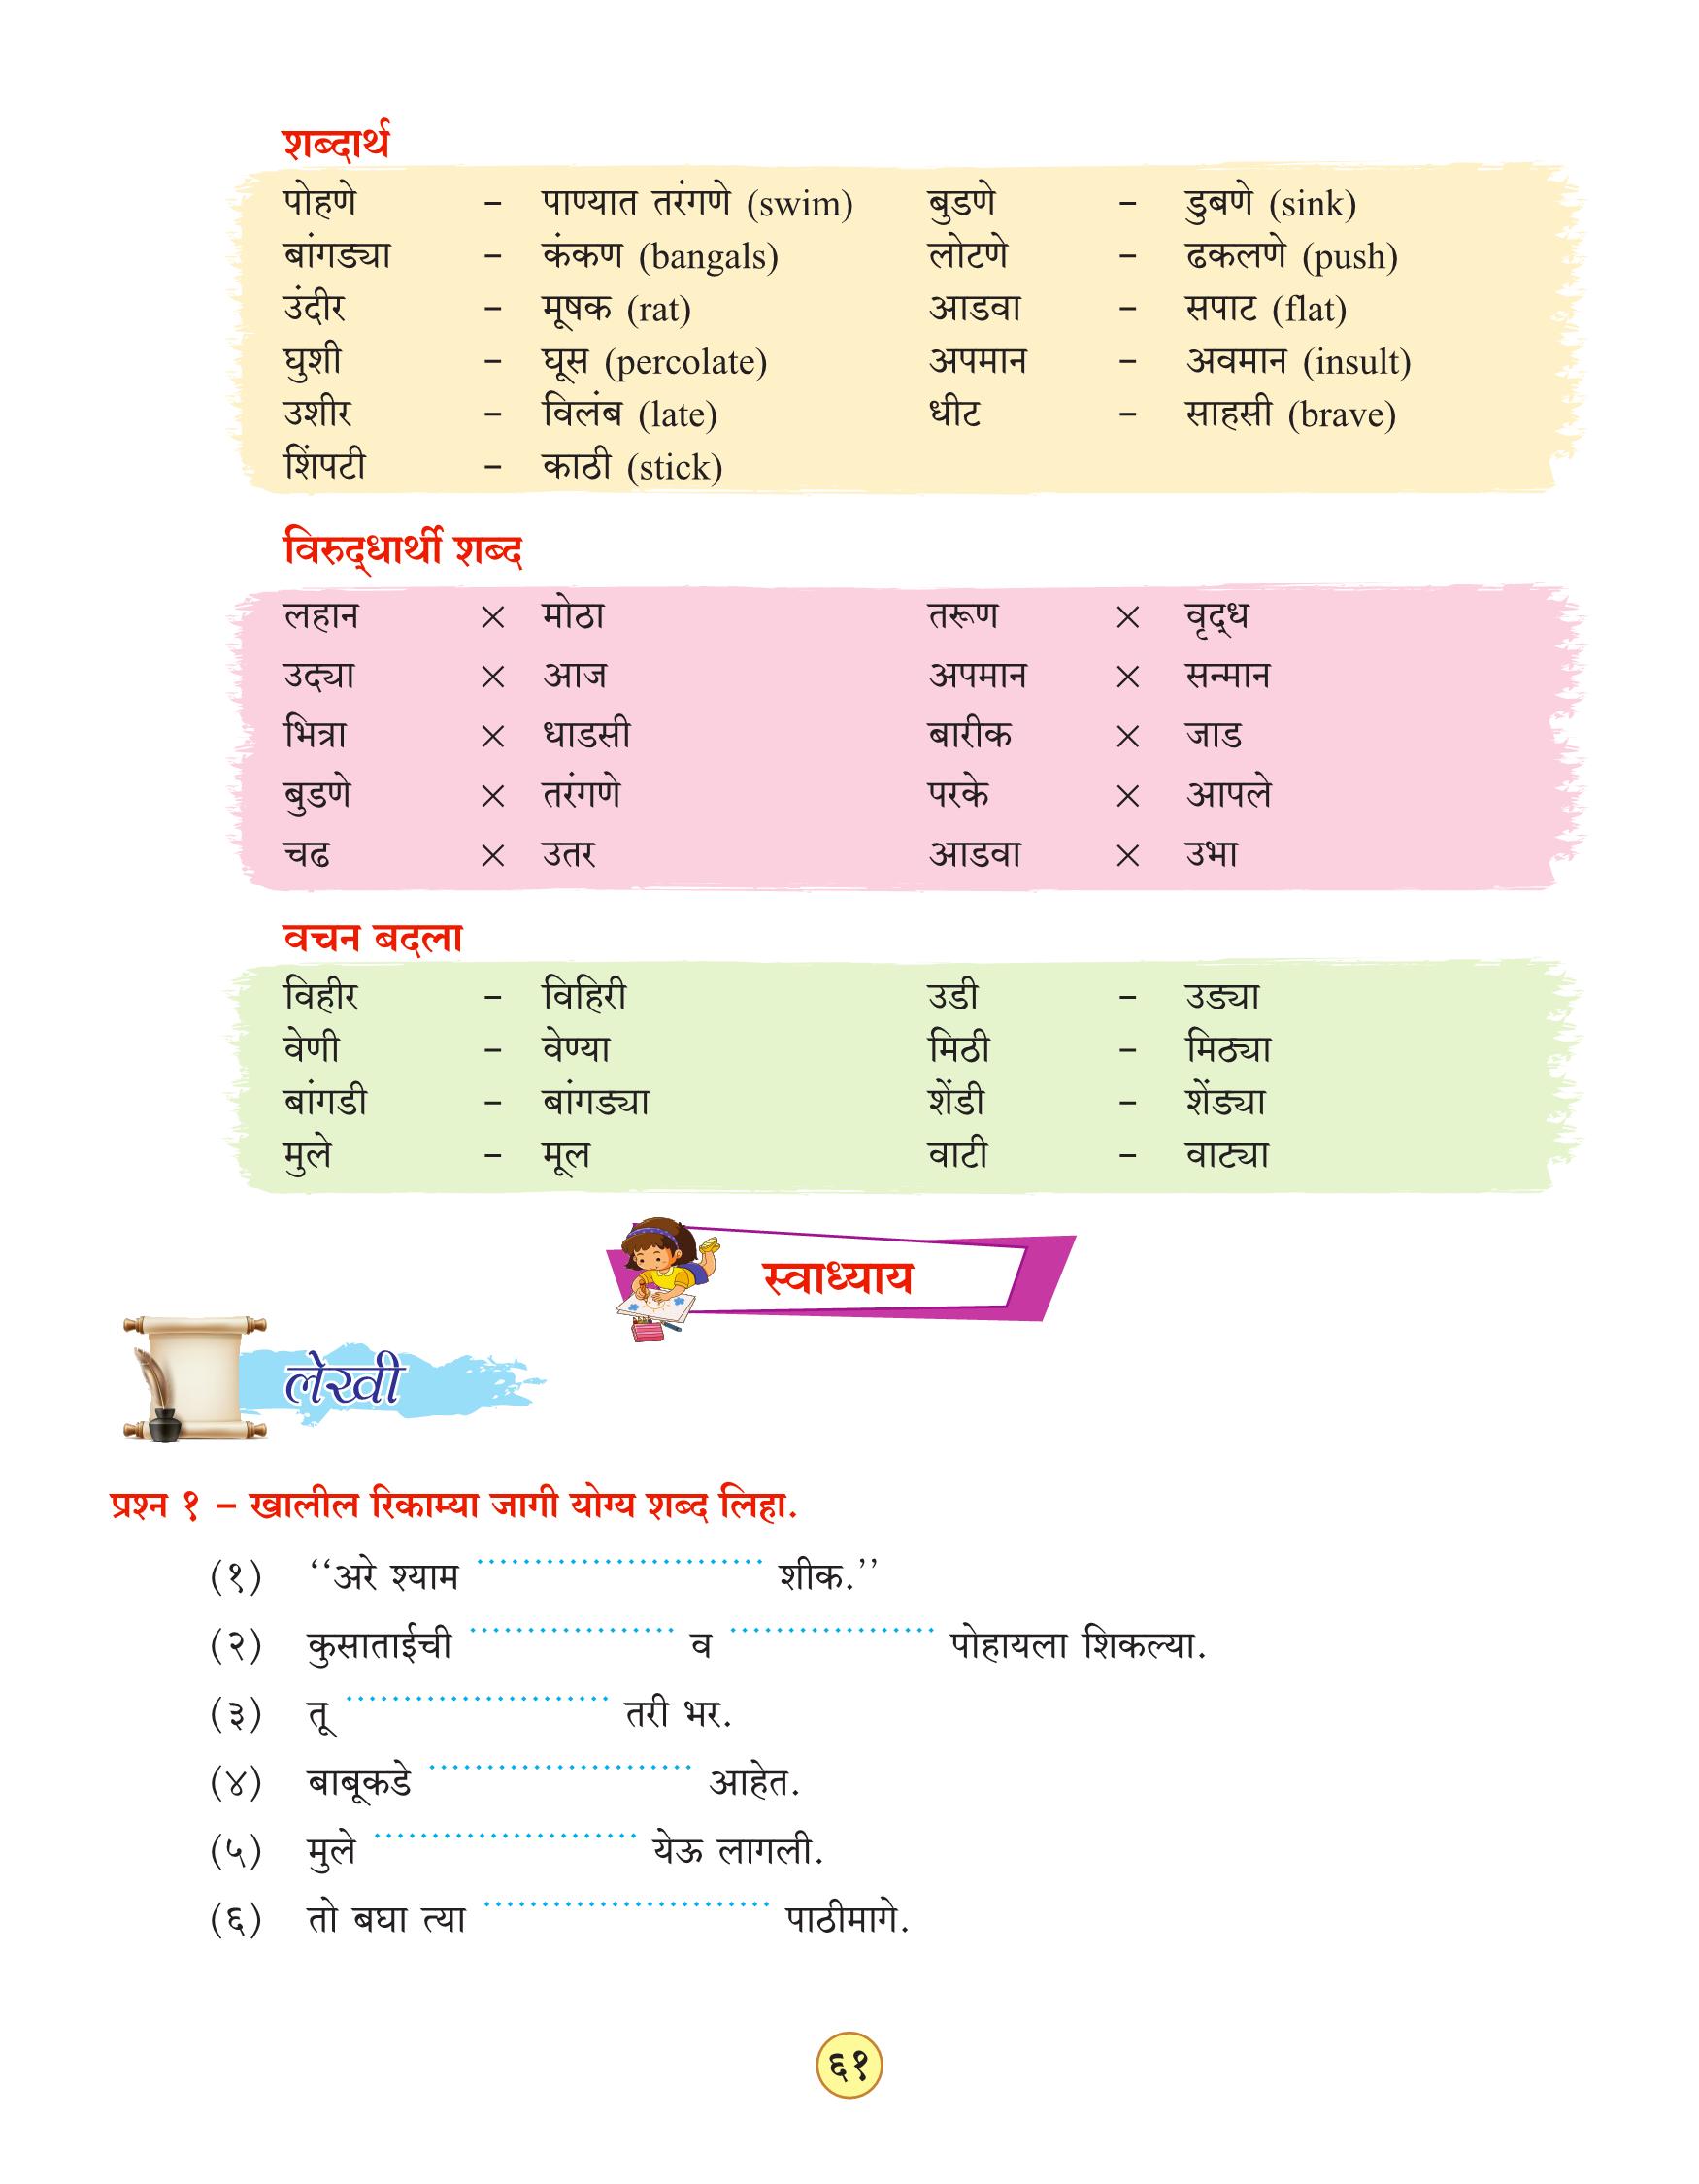 शब्दार्थ
पोहणे – पाण्यात तरंगणे (swim) बुडणे – डुबणे (sink)
बांगड्या – कंकण (bangals) लोटणे – ढकलणे (push)
उंदीर – मूषक (rat) आडवा – सपाट (flat)
घुशी – घूस (percolate) अपमान – अवमान (insult)
उशीर – विलंब (late) धीट – साहसी (brave)
शिंपटी – काठी (stick)
विरुद्धार्थी शब्द
लहान × मोठा तरूण × वृद्ध
उद्या × आज अपमान × सन्मान
भित्रा × धाडसी बारीक × जाड
बुडणे × तरंगणे परके × आपले
चढ × उतर आडवा × उभा
वचन बदला
विहीर – विहिरी उडी – उड्या
वेणी – वेण्या मिठी – मिठ्या
बांगडी – बांगड्या शेंडी – शेंड्या
मुले – मूल वाटी – वाट्या
स्वाध्याय
लेखी
प्रश्न १ – खालील रिकाम्या जागी योग्य शब्द लिहा.
(१) ‘‘अरे श्याम ........................ शीक.’’
(२) कुसाताईची .................. व .................. पोहायला शिकल्या.
(३) तू ....................... तरी भर.
(४) बाबूकडे ....................... आहेत.
(५) मुले ....................... येऊ लागली.
(६) तो बघा त्या ......................... पाठीमागे.
६१